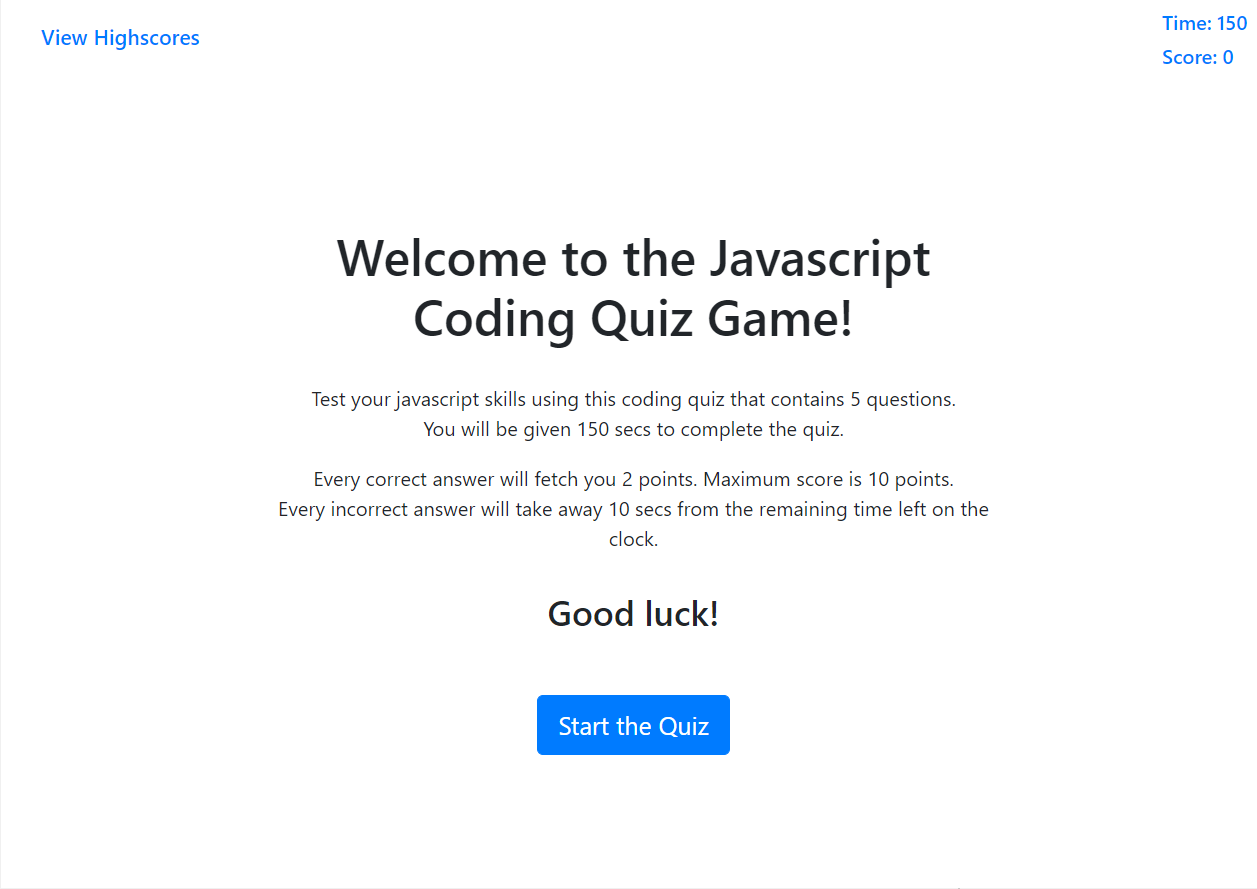 View Highscores
Time: 150
Score: 0
Welcome to the Javascript
Coding Quiz Game!
Test your javascript skills using this coding quiz that contains 5 questions.
You will be given 150 secs to complete the quiz.
Every correct answer will fetch you 2 points. Maximum score is 10 points.
Every incorrect answer will take away 10 secs from the remaining time left on the
clock.
Good luck!
Start the Quiz